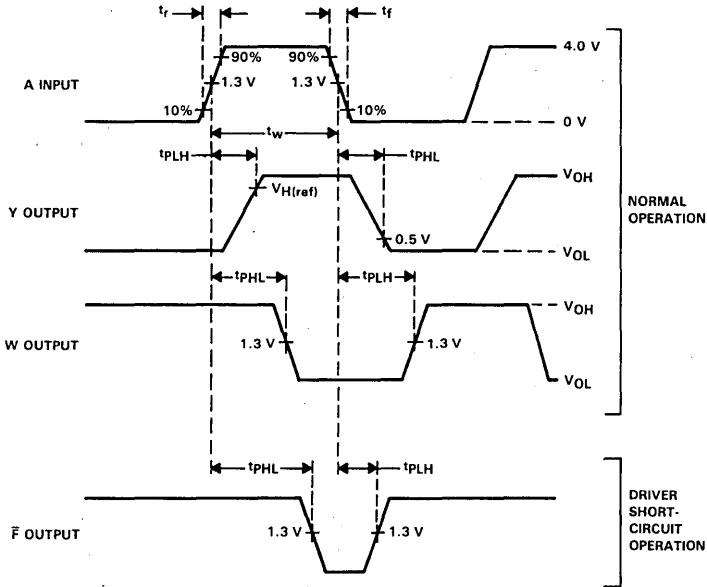 tr
tf
4.0 V
90%
90%
A INPUT
1.3 V
1.3 V
10%
10%
tw
0 V
tPLH
tPHL
VOH
VH(ref)
Y OUTPUT
NORMAL
OPERATION
0.5 V
VOL
tPHL
tPLH
VOH
W OUTPUT
1.3 V
1.3 V
VOL
tPHL
tPLH
F̄ OUTPUT
1.3 V
1.3 V
DRIVER
SHORT-
CIRCUIT
OPERATION